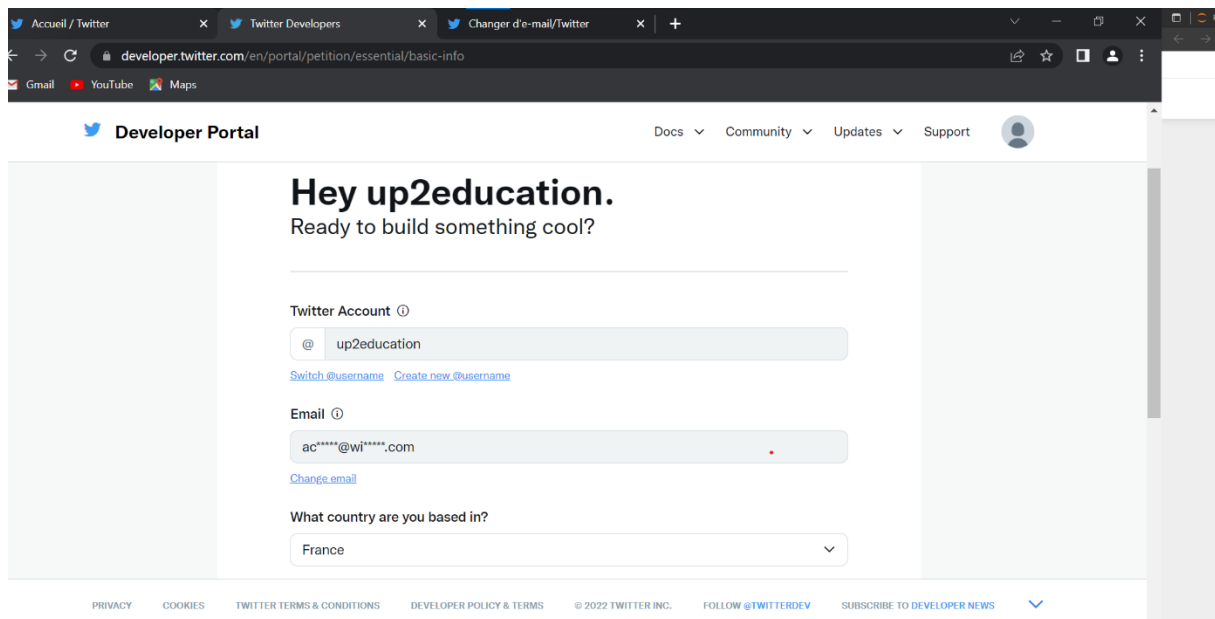 Accueil / Twitter
Twitter Developers
Changer d'e-mail/Twitter
developer.twitter.com/en/portal/petition/essential/basic-info
Gmail YouTube Maps
Developer Portal
Docs Community Updates Support
Hey up2education.
Ready to build something cool?
Twitter Account
@ up2education
Switch @username Create new @username
Email
ac*****@wi*****.com
Change email
What country are you based in?
France
PRIVACY COOKIES TWITTER TERMS & CONDITIONS DEVELOPER POLICY & TERMS © 2022 TWITTER INC. FOLLOW @TWITTERDEV SUBSCRIBE TO DEVELOPER NEWS